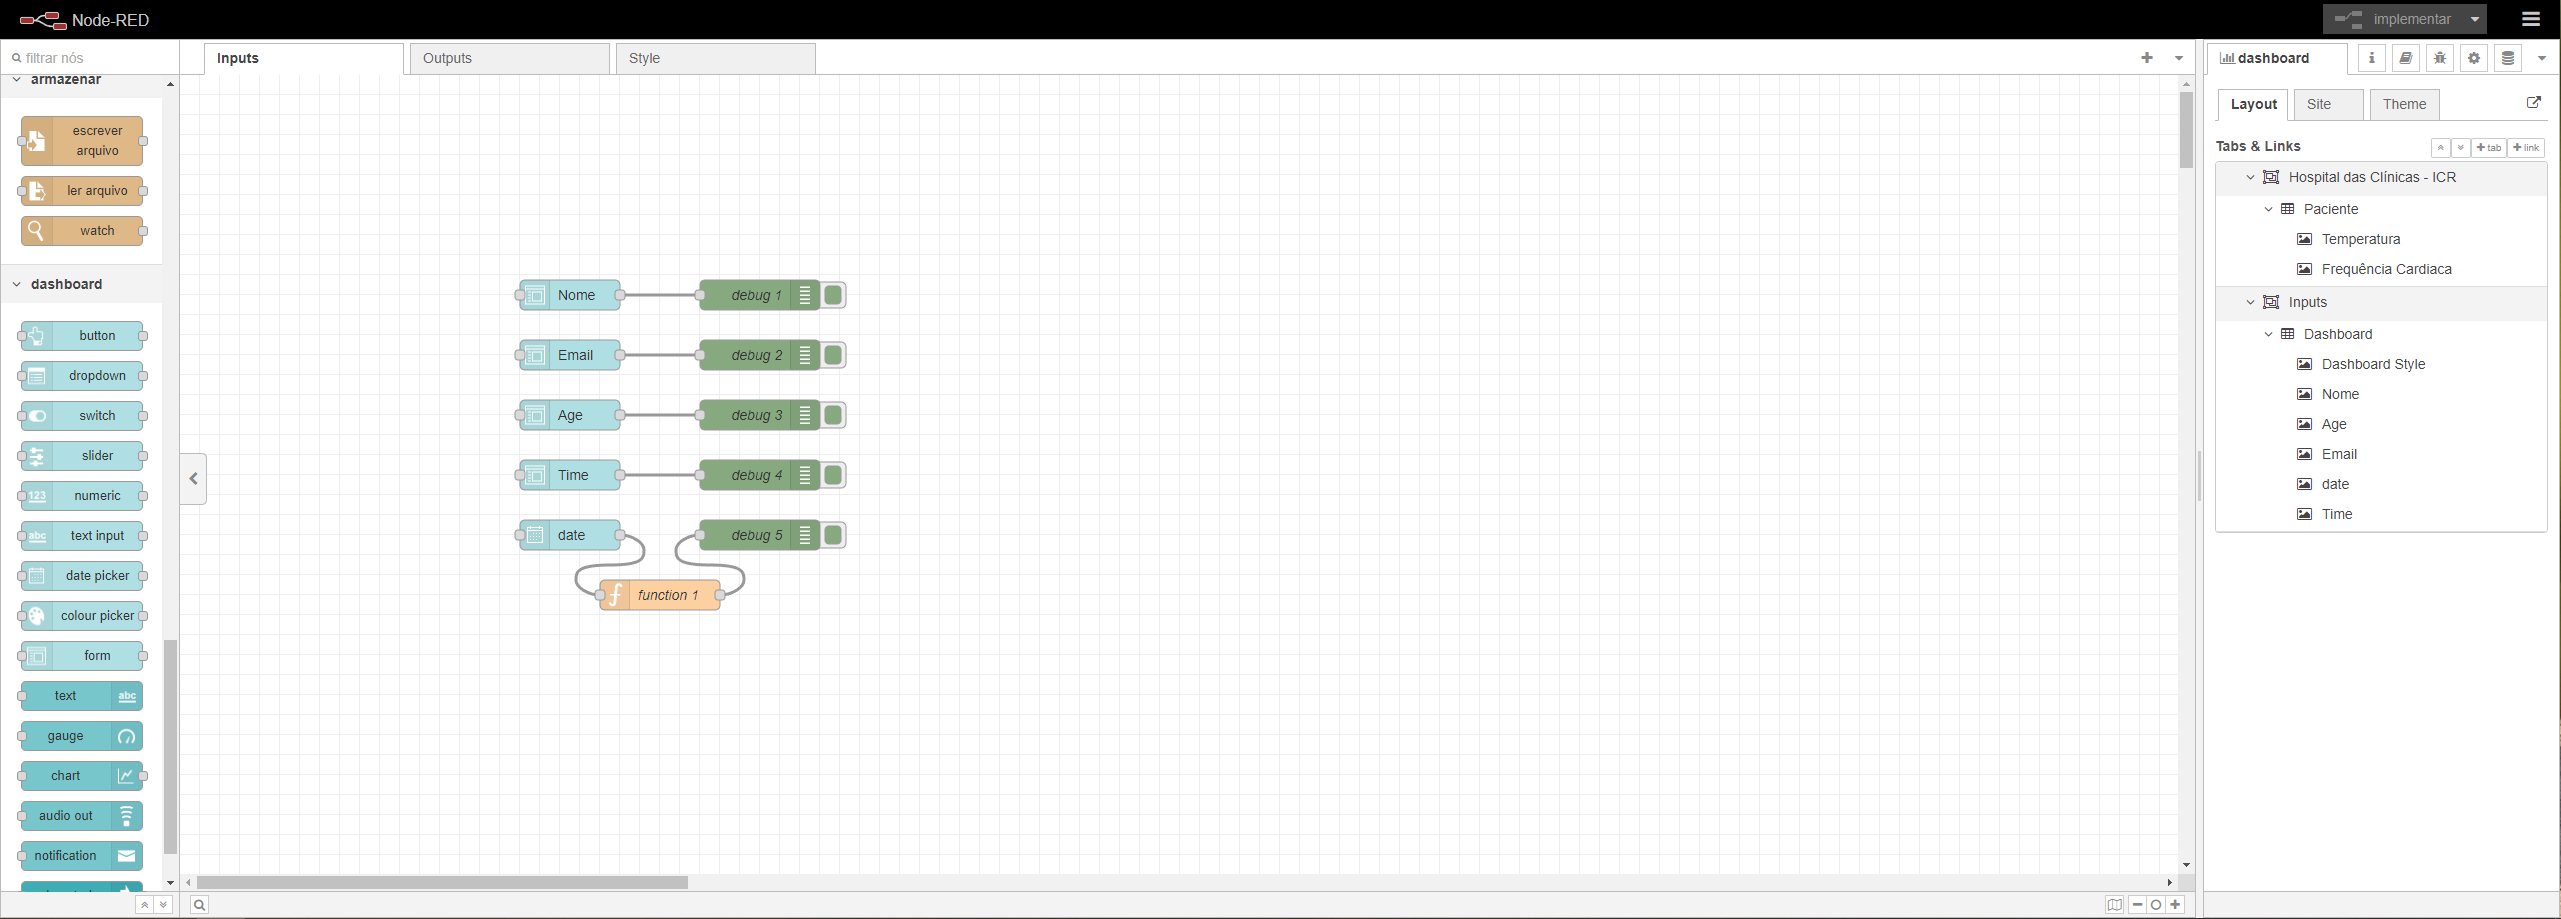 Node-RED
implementar
filtrar nós
Inputs
Outputs
Style
dashboard
armazenar
escrever
arquivo
ler arquivo
watch
dashboard
button
dropdown
switch
slider
123
numeric
abc
text input
date picker
colour picker
form
text
abc
gauge
chart
audio out
notification
Nome
debug 1
Email
debug 2
Age
debug 3
Time
debug 4
date
debug 5
function 1
Layout
Site
Theme
Tabs & Links
tab
link
Hospital das Clínicas - ICR
Paciente
Temperatura
Frequência Cardiaca
Inputs
Dashboard
Dashboard Style
Nome
Age
Email
date
Time